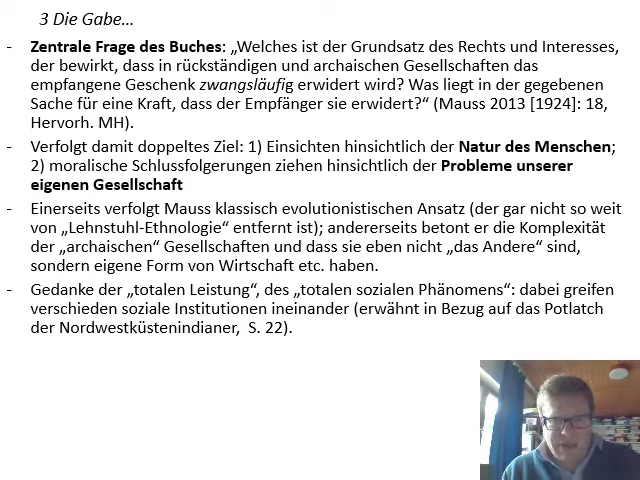 3 Die Gabe…
- Zentrale Frage des Buches: „Welches ist der Grundsatz des Rechts und Interesses,
der bewirkt, dass in rückständigen und archaischen Gesellschaften das
empfangene Geschenk zwangsläufig erwidert wird? Was liegt in der gegebenen
Sache für eine Kraft, dass der Empfänger sie erwidert?“ (Mauss 2013 [1924]: 18,
Hervorh. MH).
- Verfolgt damit doppeltes Ziel: 1) Einsichten hinsichtlich der Natur des Menschen;
2) moralische Schlussfolgerungen ziehen hinsichtlich der Probleme unserer
eigenen Gesellschaft
- Einerseits verfolgt Mauss klassisch evolutionistischen Ansatz (der gar nicht so weit
von „Lehnstuhl-Ethnologie“ entfernt ist); andererseits betont er die Komplexität
der „archaischen“ Gesellschaften und dass sie eben nicht „das Andere“ sind,
sondern eigene Form von Wirtschaft etc. haben.
- Gedanke der „totalen Leistung“, des „totalen sozialen Phänomens“: dabei greifen
verschieden soziale Institutionen ineinander (erwähnt in Bezug auf das Potlatch
der Nordwestküstenindianer, S. 22).